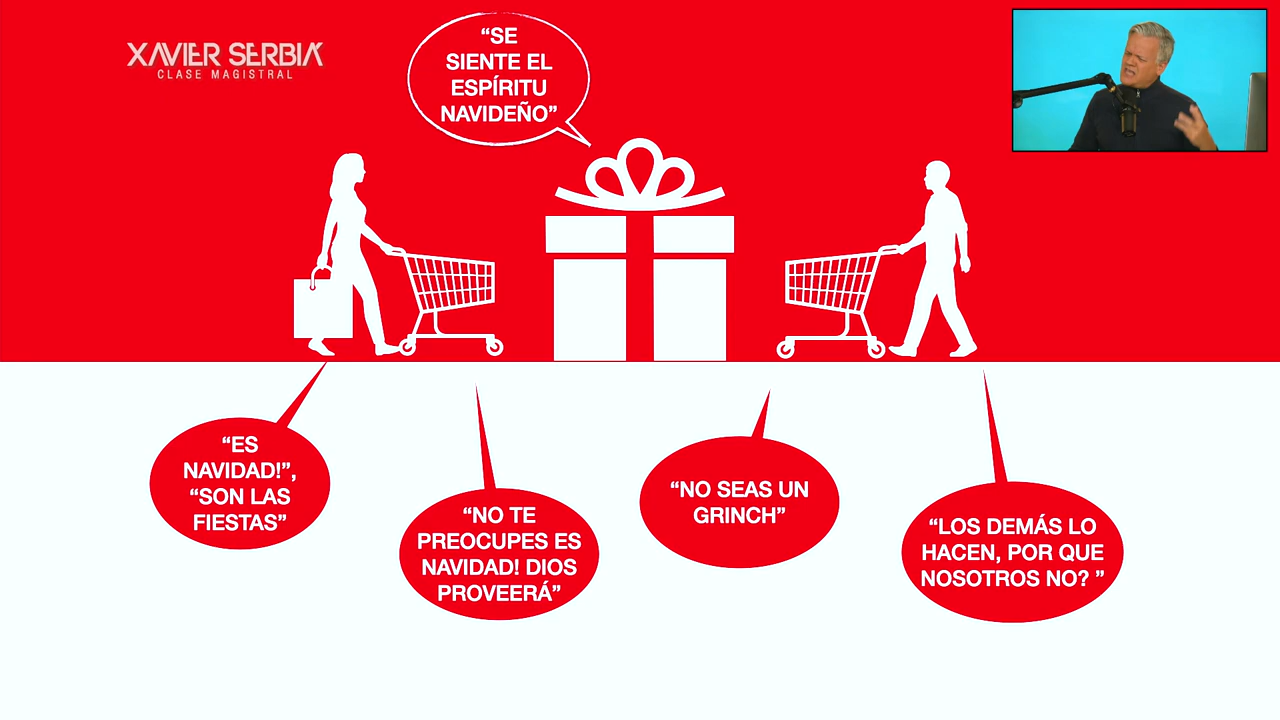 XAVIER SERBIÁ
CLASE MAGISTRAL
“SE
SIENTE EL
ESPÍRITU
NAVIDEÑO”
“ES
NAVIDAD!”,
“SON LAS
FIESTAS”
“NO TE
PREOCUPES ES
NAVIDAD! DIOS
PROVEERÁ”
“NO SEAS UN
GRINCH”
“LOS DEMÁS LO
HACEN, POR QUE
NOSOTROS NO? ”